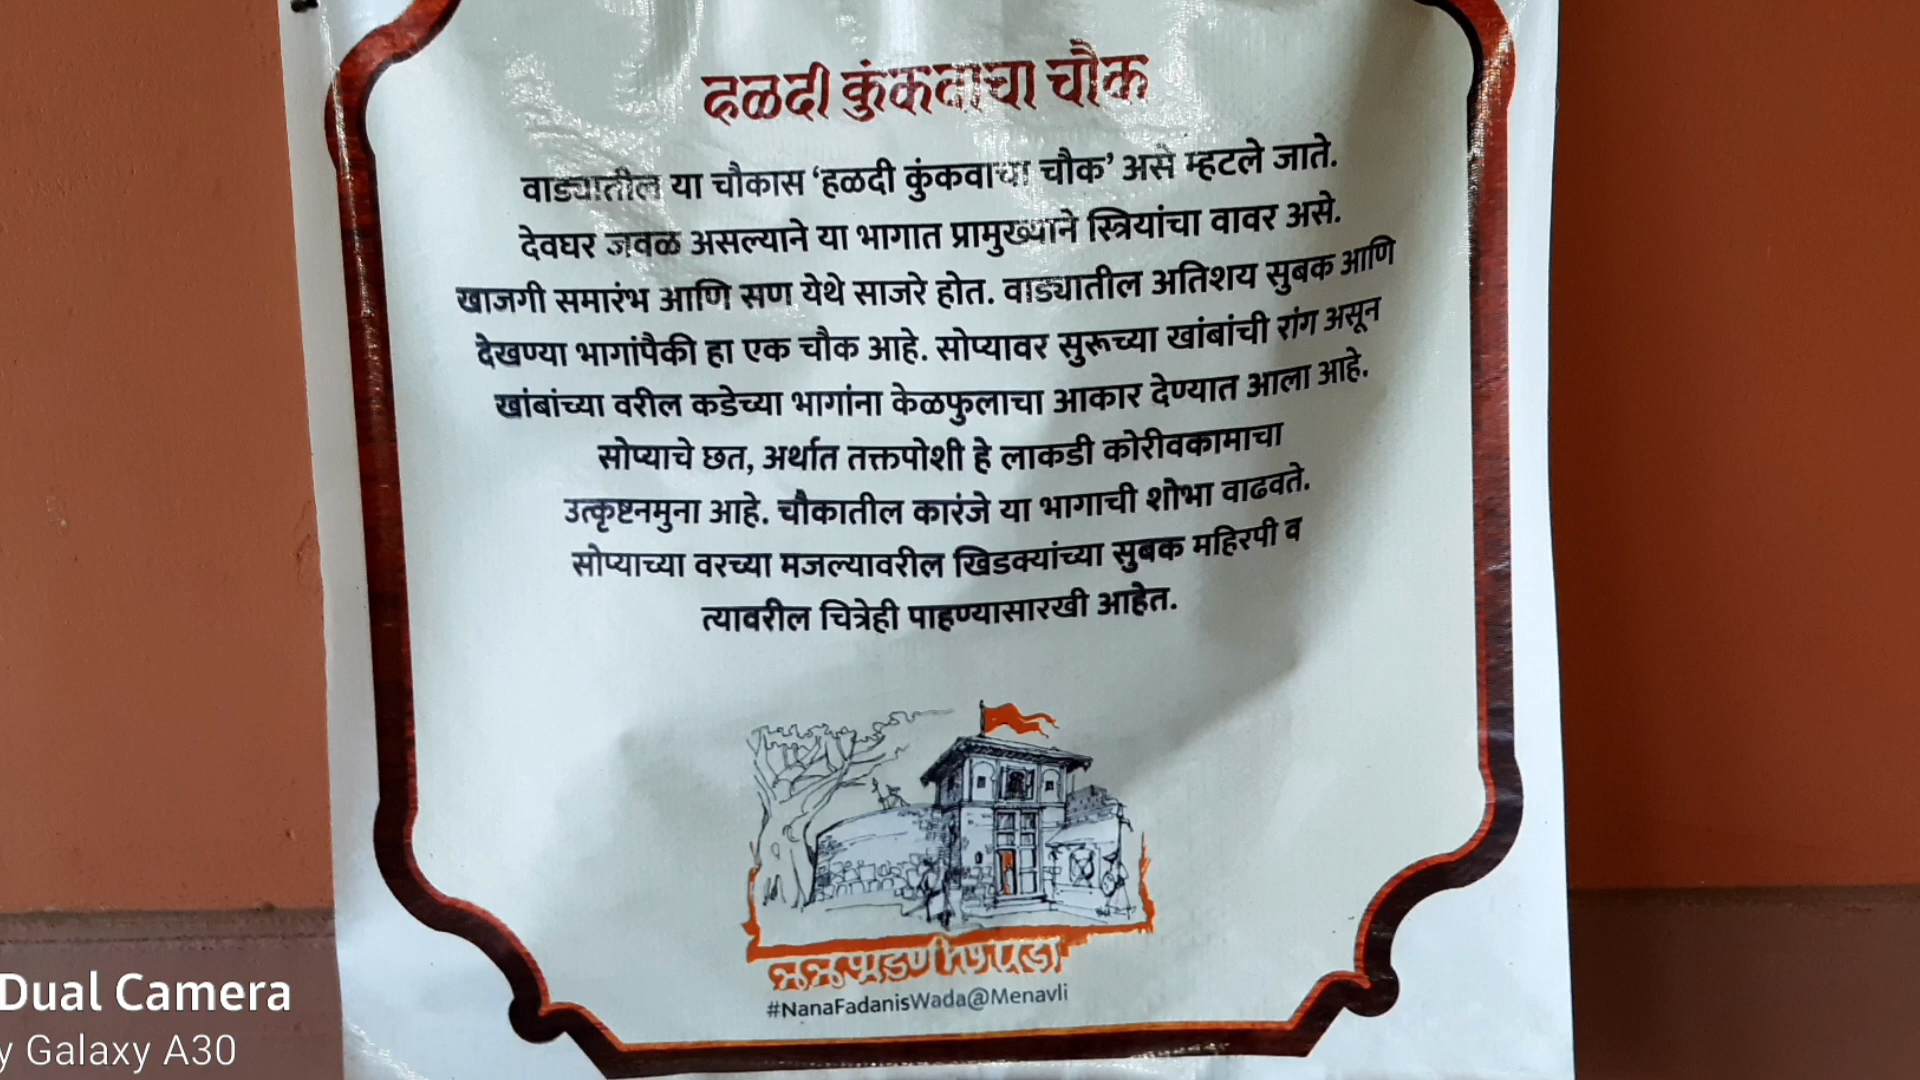 हळदी कुंकवाचा चौक
वाड्यातील या चौकास ‘हळदी कुंकवाचा चौक’ असे म्हटले जाते.
देवघर जवळ असल्याने या भागात प्रामुख्याने स्त्रियांचा वावर असे.
खाजगी समारंभ आणि सण येथे साजरे होत. वाड्यातील अतिशय सुबक आणि
देखण्या भागांपैकी हा एक चौक आहे. सोप्यावर सुरूच्या खांबांची रांग असून
खांबांच्या वरील कडेच्या भागांना केळफुलाचा आकार देण्यात आला आहे.
सोप्याचे छत, अर्थात तक्तपोशी हे लाकडी कोरीवकामाचा
उत्कृष्टनमुना आहे. चौकातील कारंजे या भागाची शोभा वाढवते.
सोप्याच्या वरच्या मजल्यावरील खिडक्यांच्या सुबक महिरपी व
त्यावरील चित्रेही पाहण्यासारखी आहेत.
#NanaFadanisWada@Menavli
Dual Camera
Galaxy A30